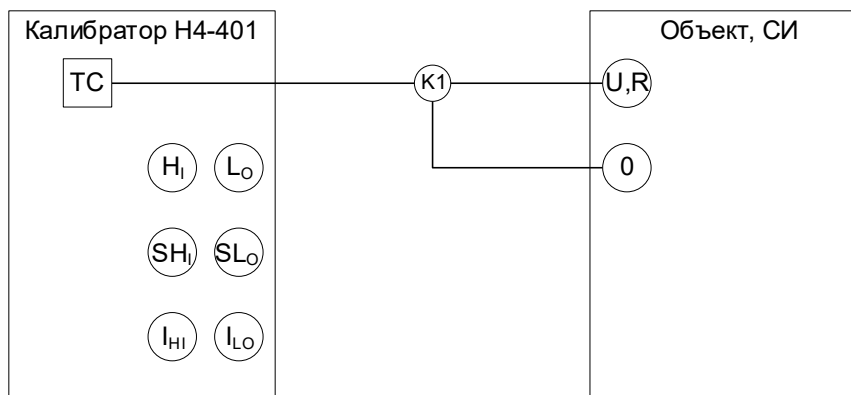 Калибратор Н4-401
Объект, СИ
ТС
К1
U,R
HI
LO
0
SHI
SLO
IHI
ILO